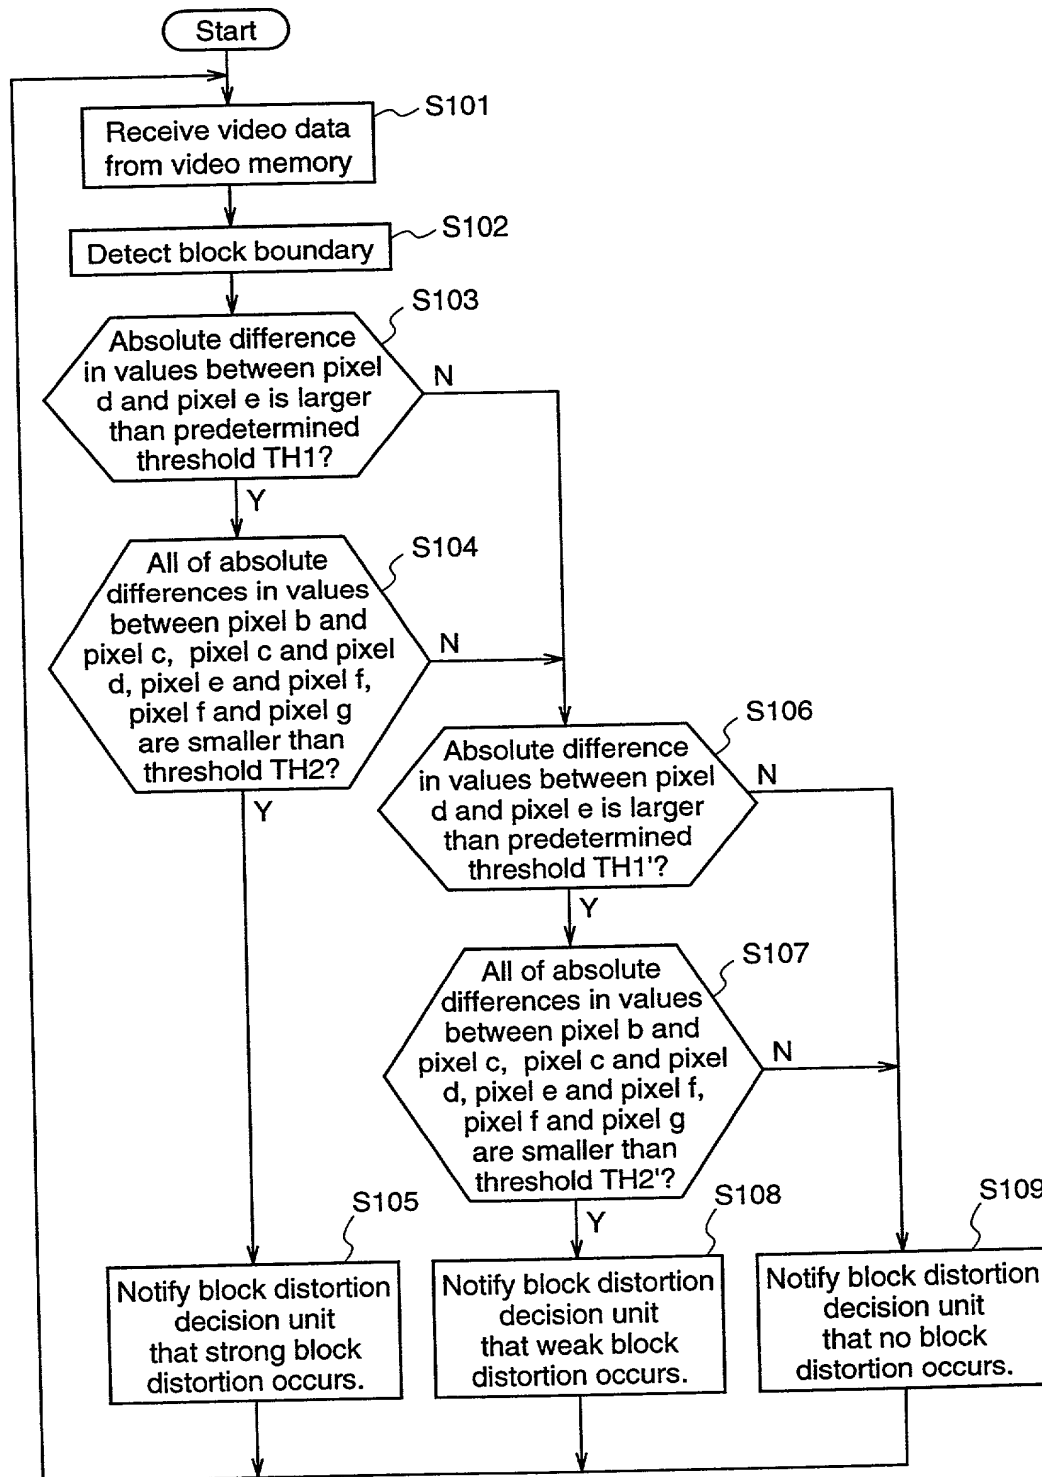 Start
S101
Receive video data
from video memory
S102
Detect block boundary
S103
Absolute difference
in values between pixel
d and pixel e is larger
than predetermined
threshold TH1?
N
Y
S104
All of absolute
differences in values
between pixel b and
pixel c, pixel c and pixel
d, pixel e and pixel f,
pixel f and pixel g
are smaller than
threshold TH2?
N
Y
S106
Absolute difference
in values between pixel
d and pixel e is larger
than predetermined
threshold TH1'?
N
Y
S107
All of absolute
differences in values
between pixel b and
pixel c, pixel c and pixel
d, pixel e and pixel f,
pixel f and pixel g
are smaller than
threshold TH2'?
N
Y
S105
Notify block distortion
decision unit
that strong block
distortion occurs.
S108
Notify block distortion
decision unit
that weak block
distortion occurs.
S109
Notify block distortion
decision unit
that no block
distortion occurs.